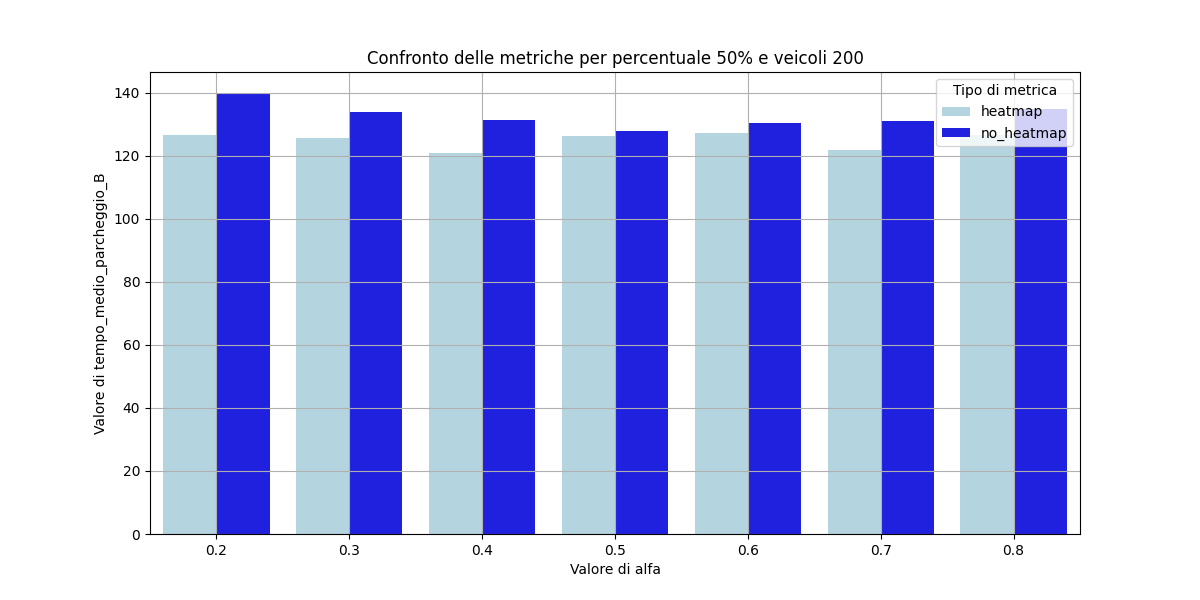 Confronto delle metriche per percentuale 50% e veicoli 200
Tipo di metrica
heatmap
no_heatmap
Valore di tempo_medio_parcheggio_B
140
120
100
80
60
40
20
0
0.2 0.3 0.4 0.5 0.6 0.7 0.8
Valore di alfa